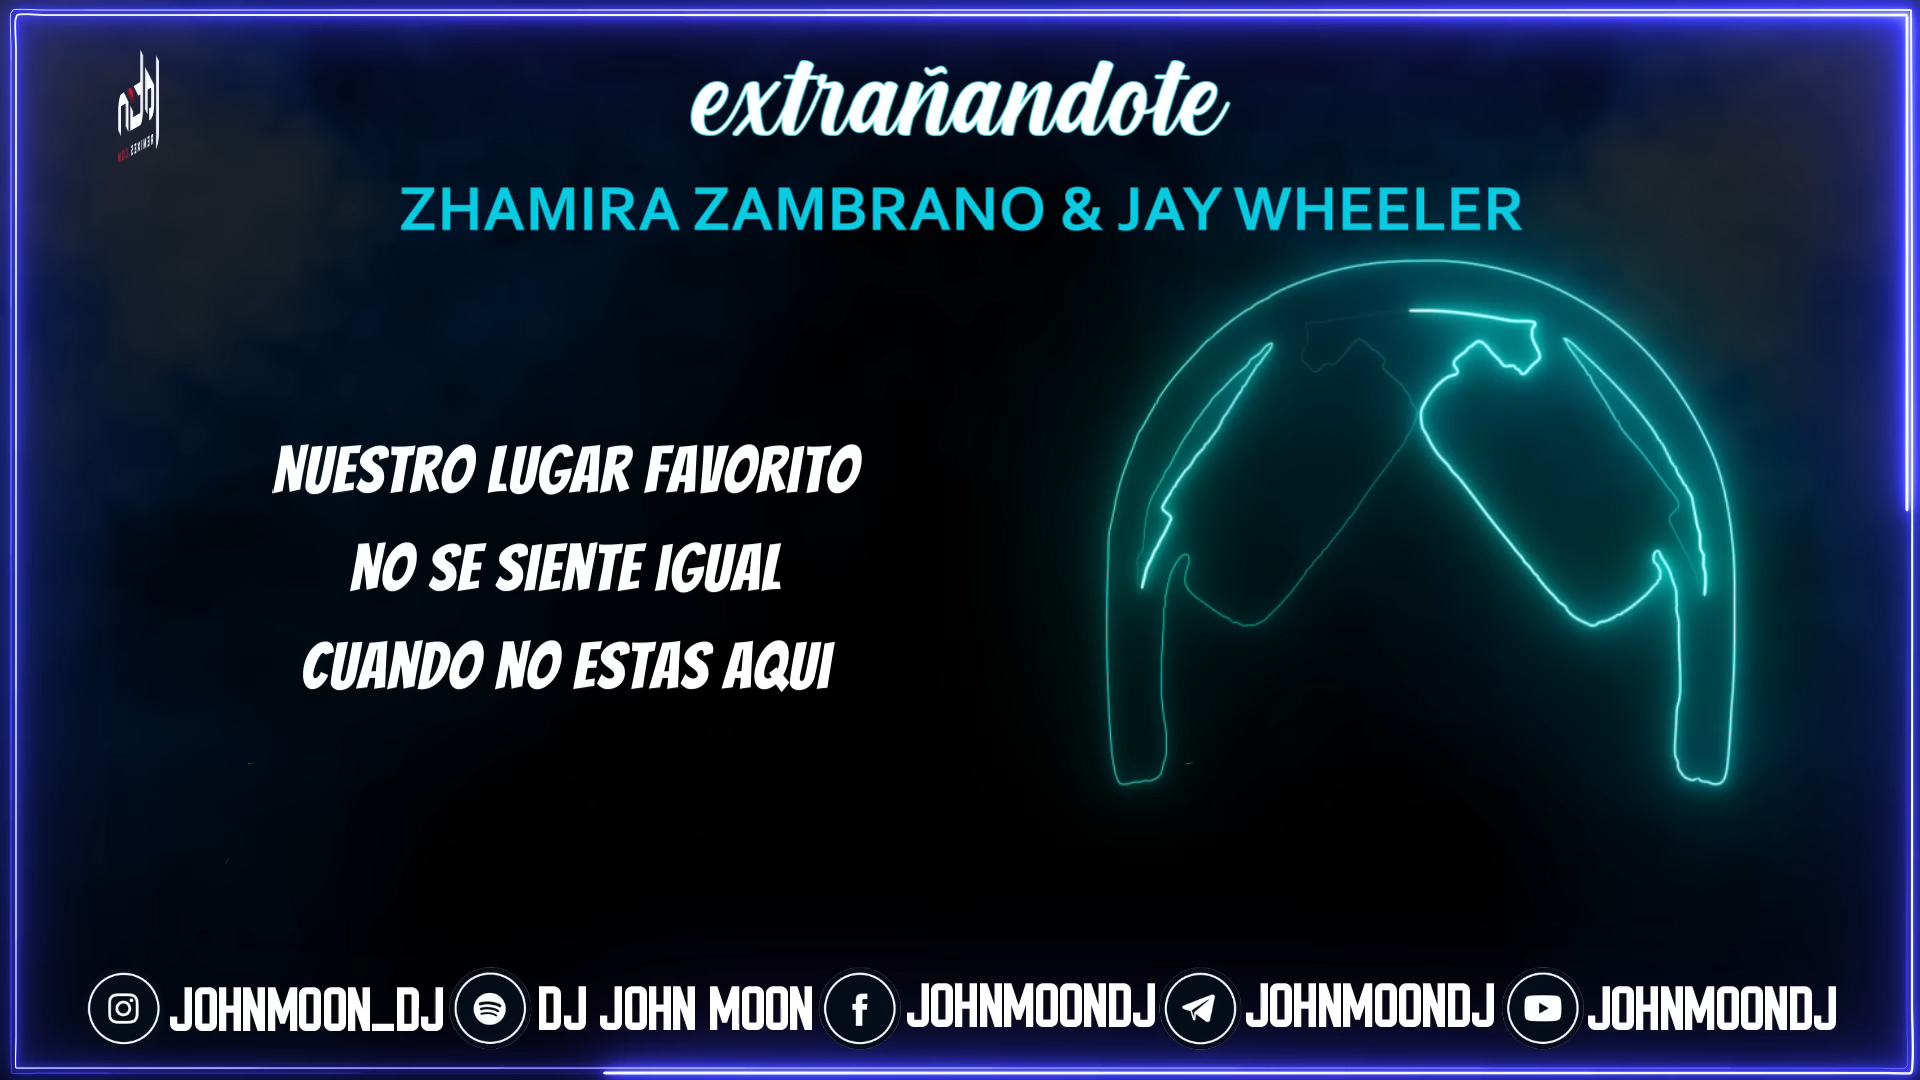 extrañandote
ZHAMIRA ZAMBRANO & JAY WHEELER
NUESTRO LUGAR FAVORITO
NO SE SIENTE IGUAL
CUANDO NO ESTAS AQUI
JOHNMOON_DJ DJ JOHN MOON JOHNMOONDJ JOHNMOONDJ JOHNMOONDJ